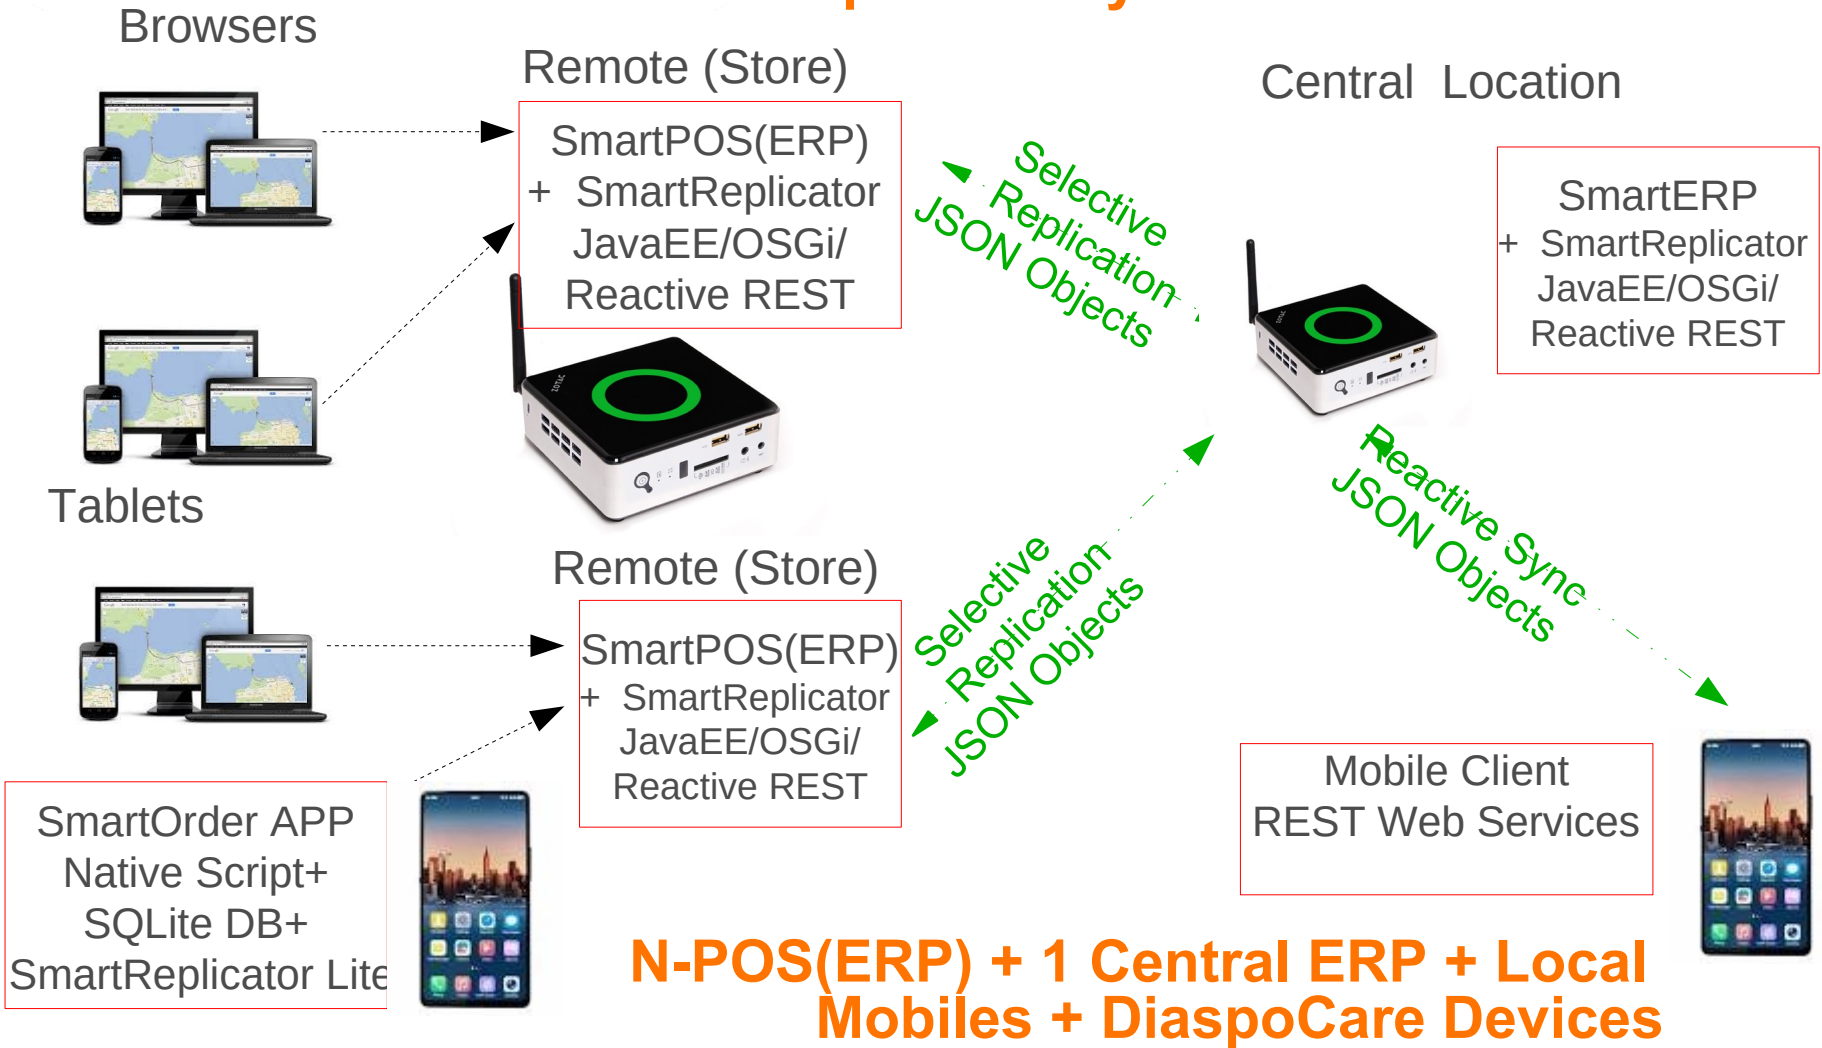 Browsers
Remote (Store)
SmartPOS(ERP)
+ SmartReplicator
JavaEE/OSGi/
Reactive REST
Selective
Replication
JSON Objects
Central Location
SmartERP
+ SmartReplicator
JavaEE/OSGi/
Reactive REST
ZOTAC
ZOTAC
Tablets
Remote (Store)
SmartPOS(ERP)
+ SmartReplicator
JavaEE/OSGi/
Reactive REST
Selective
Replication
JSON Objects
Reactive Sync
JSON Objects
SmartOrder APP
Native Script+
SQLite DB+
SmartReplicator Lite
Mobile Client
REST Web Services
N-POS(ERP) + 1 Central ERP + Local
Mobiles + DiaspoCare Devices